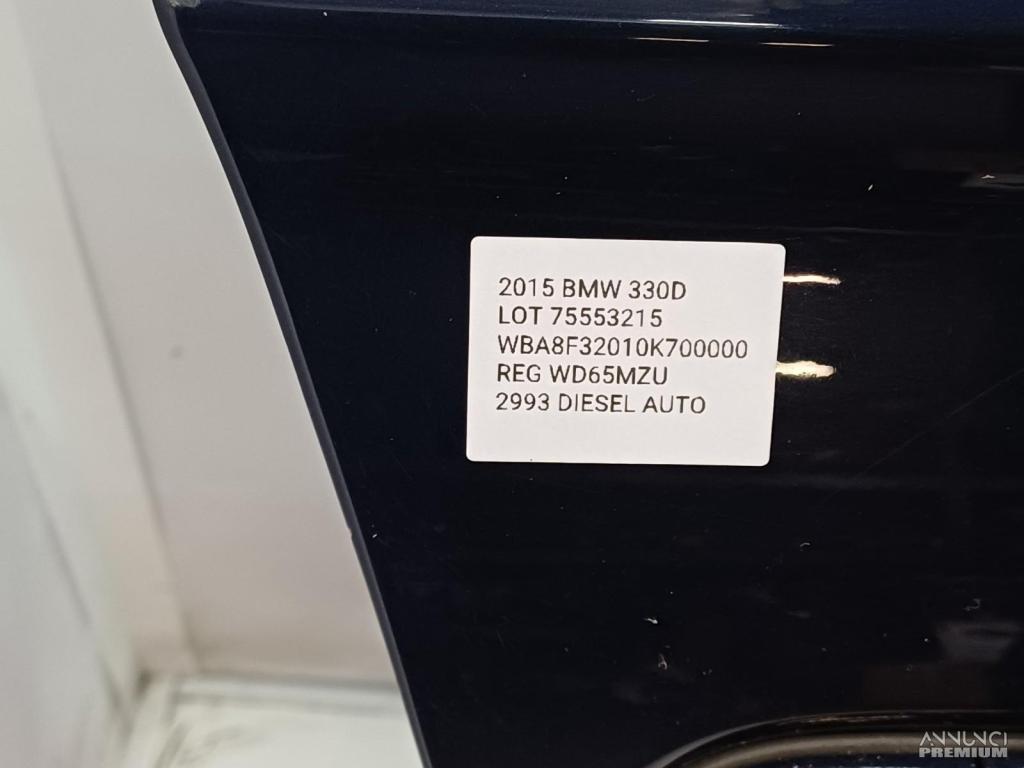 2015 BMW 330D
LOT 75553215
WBA8F32010K700000
REG WD65MZU
2993 DIESEL AUTO
ANNUNCI
PREMIUM